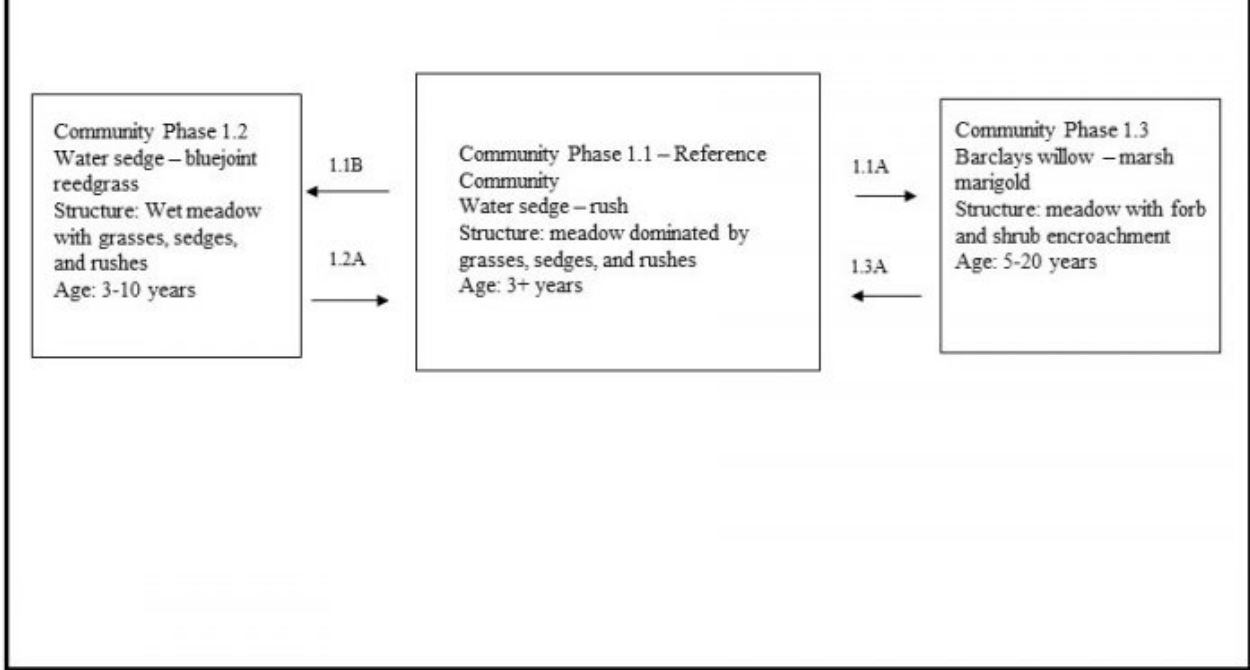 Community Phase 1.2
Water sedge – bluejoint
reedgrass
Structure: Wet meadow
with grasses, sedges,
and rushes
Age: 3-10 years
1.1B
1.2A
Community Phase 1.1 – Reference
Community
Water sedge – rush
Structure: meadow dominated by
grasses, sedges, and rushes
Age: 3+ years
1.1A
1.3A
Community Phase 1.3
Barclays willow – marsh
marigold
Structure: meadow with forb
and shrub encroachment
Age: 5-20 years